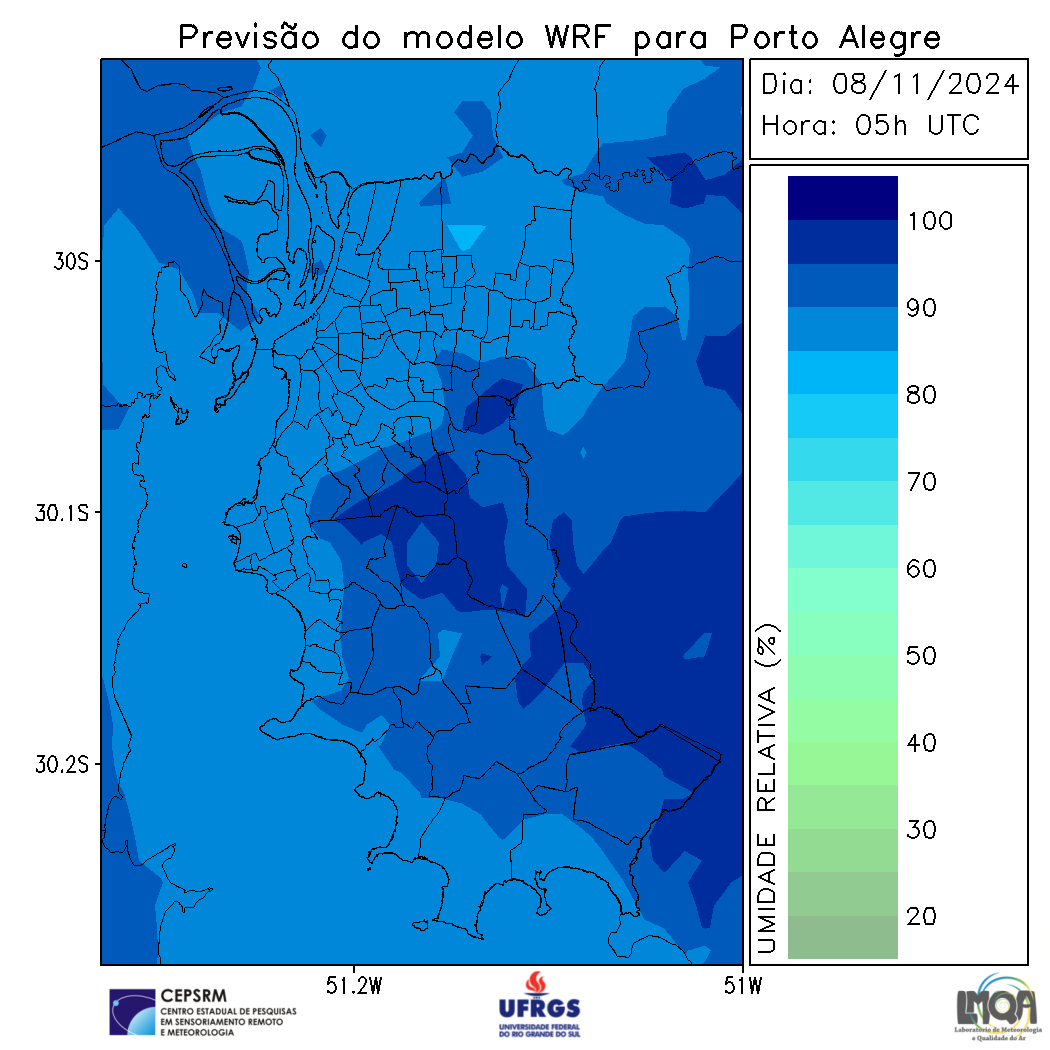 Previsão do modelo WRF para Porto Alegre
Dia: 08/11/2024
Hora: 05h UTC
30S
30.1S
30.2S
51.2W
51W
UMIDADE RELATIVA (%)
100
90
80
70
60
50
40
30
20
CEPSRM
CENTRO ESTADUAL DE PESQUISAS
EM SENSORIAMENTO REMOTO
E METEOROLOGIA
UFRGS
UNIVERSIDADE FEDERAL
DO RIO GRANDE DO SUL
LMQA
Laboratório de Meteorologia
e Qualidade do Ar